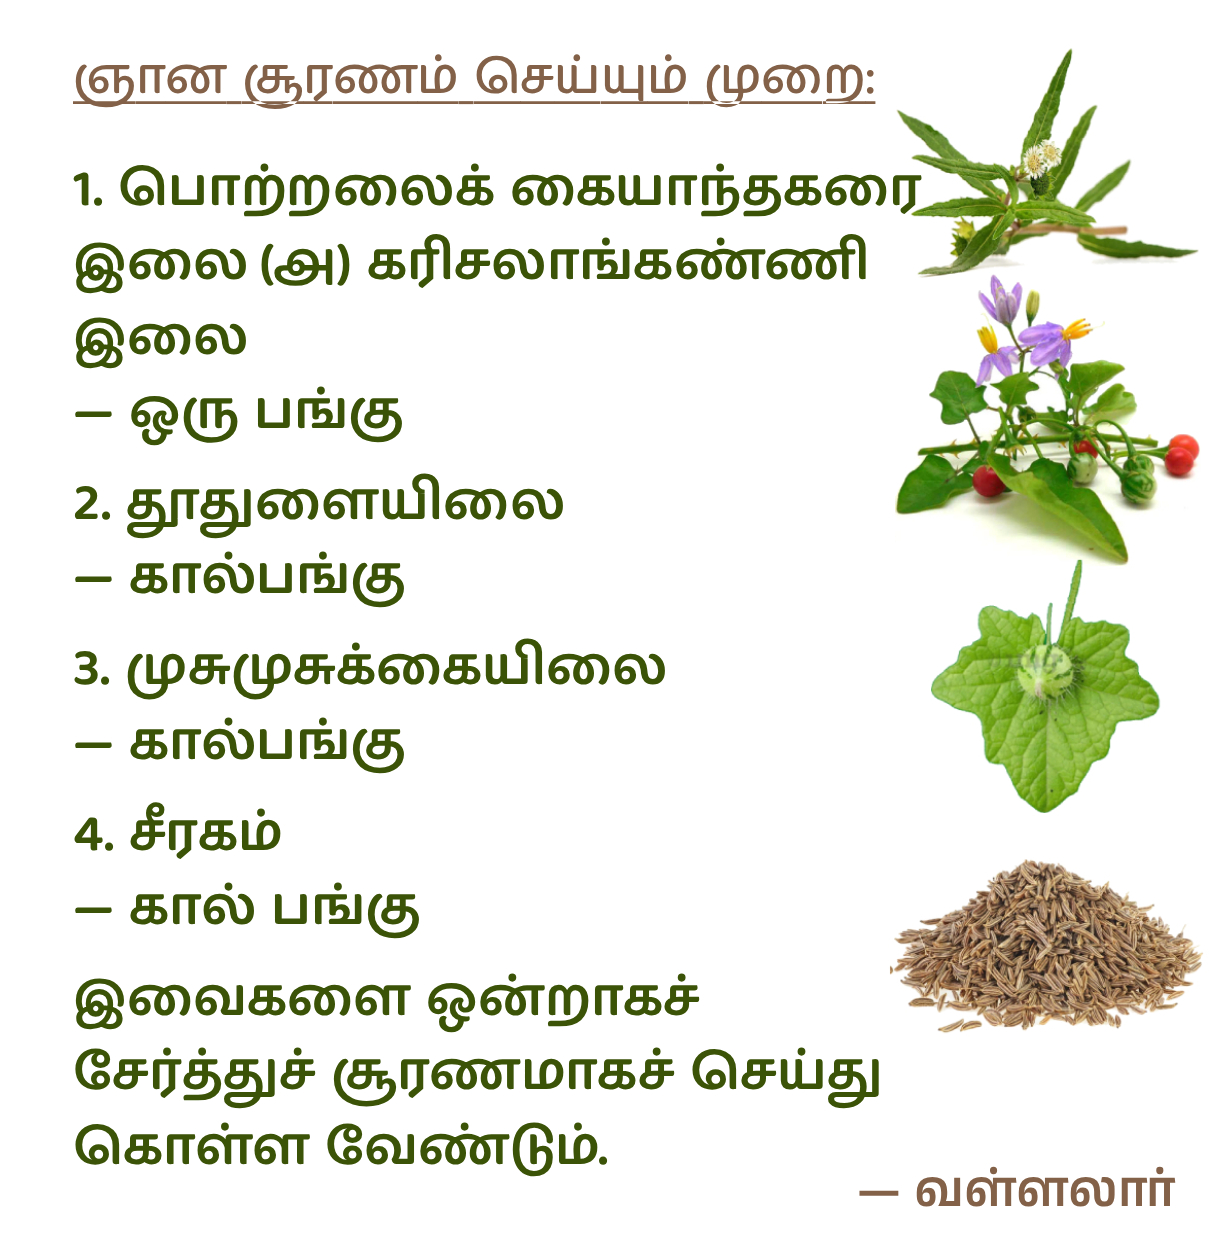 ஞான சூரணம் செய்யும் முறை:
1. பொற்றலைக் கையாந்தகரை
இலை (அ) கரிசலாங்கண்ணி
இலை
– ஒரு பங்கு
2. தூதுளையிலை
– கால்பங்கு
3. முசுமுசுக்கையிலை
– கால்பங்கு
4. சீரகம்
– கால் பங்கு
இவைகளை ஒன்றாகச்
சேர்த்துச் சூரணமாகச் செய்து
கொள்ள வேண்டும்.
– வள்ளலார்